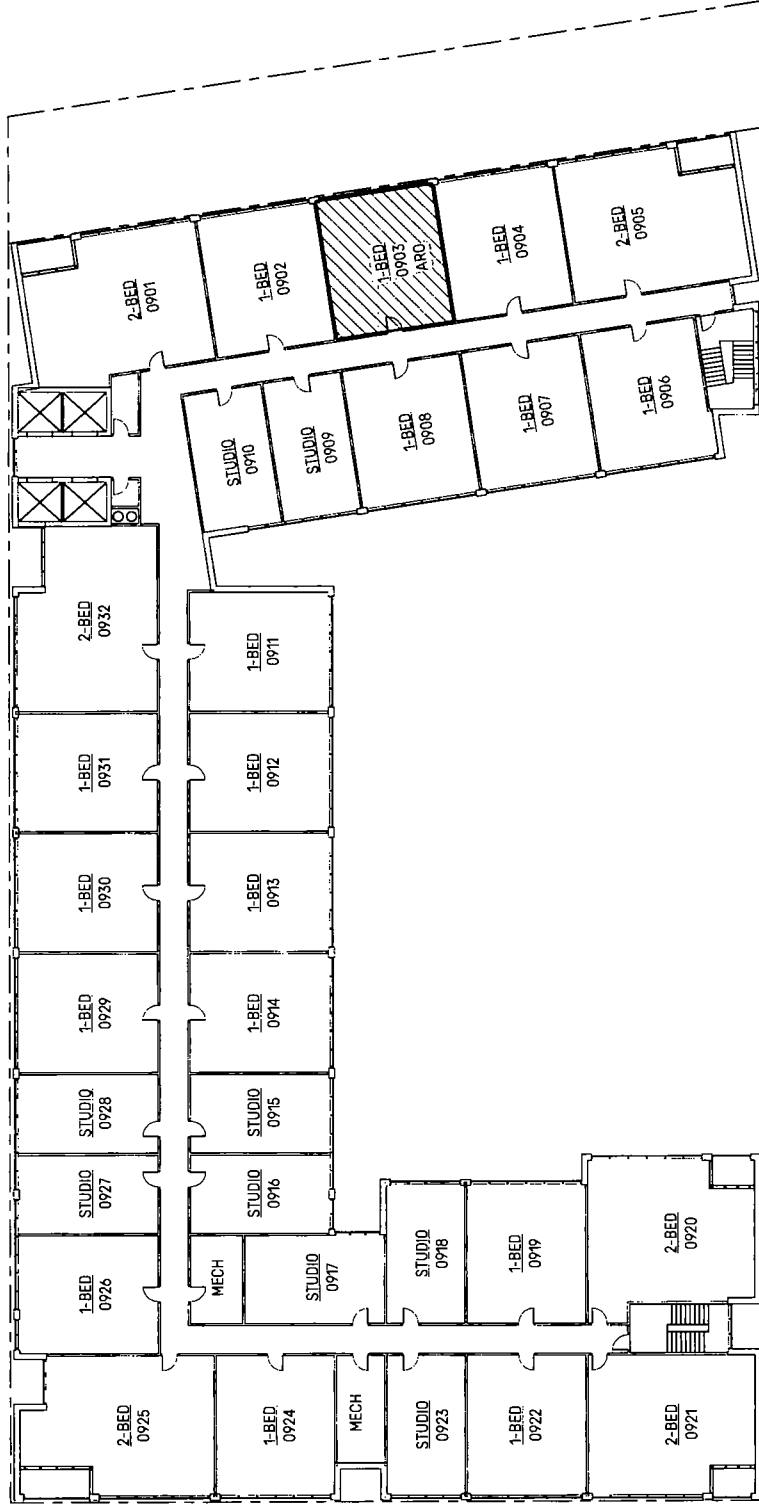 2-BED
0901
1-BED
0902
1-BED
0903
ARO
1-BED
0904
2-BED
0905
1-BED
0906
1-BED
0907
1-BED
0908
STUDIO
0909
STUDIO
0910
1-BED
0911
1-BED
0912
1-BED
0913
1-BED
0914
STUDIO
0915
STUDIO
0916
STUDIO
0917
STUDIO
0918
1-BED
0919
2-BED
0920
2-BED
0921
1-BED
0922
STUDIO
0923
1-BED
0924
2-BED
0925
1-BED
0926
STUDIO
0927
STUDIO
0928
1-BED
0929
1-BED
0930
1-BED
0931
2-BED
0932
MECH
MECH